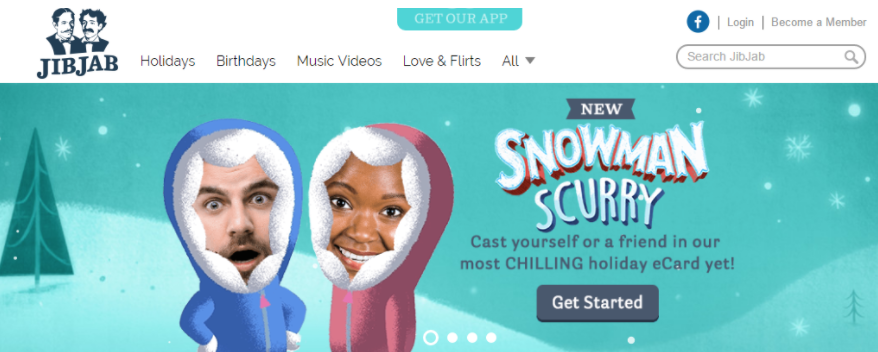 GET OUR APP
Login
Become a Member
JIBJAB
Holidays
Birthdays
Music Videos
Love & Flirts
All
Search JibJab
NEW
SNOWMAN
SCURRY
Cast yourself or a friend in our
most CHILLING holiday eCard yet!
Get Started